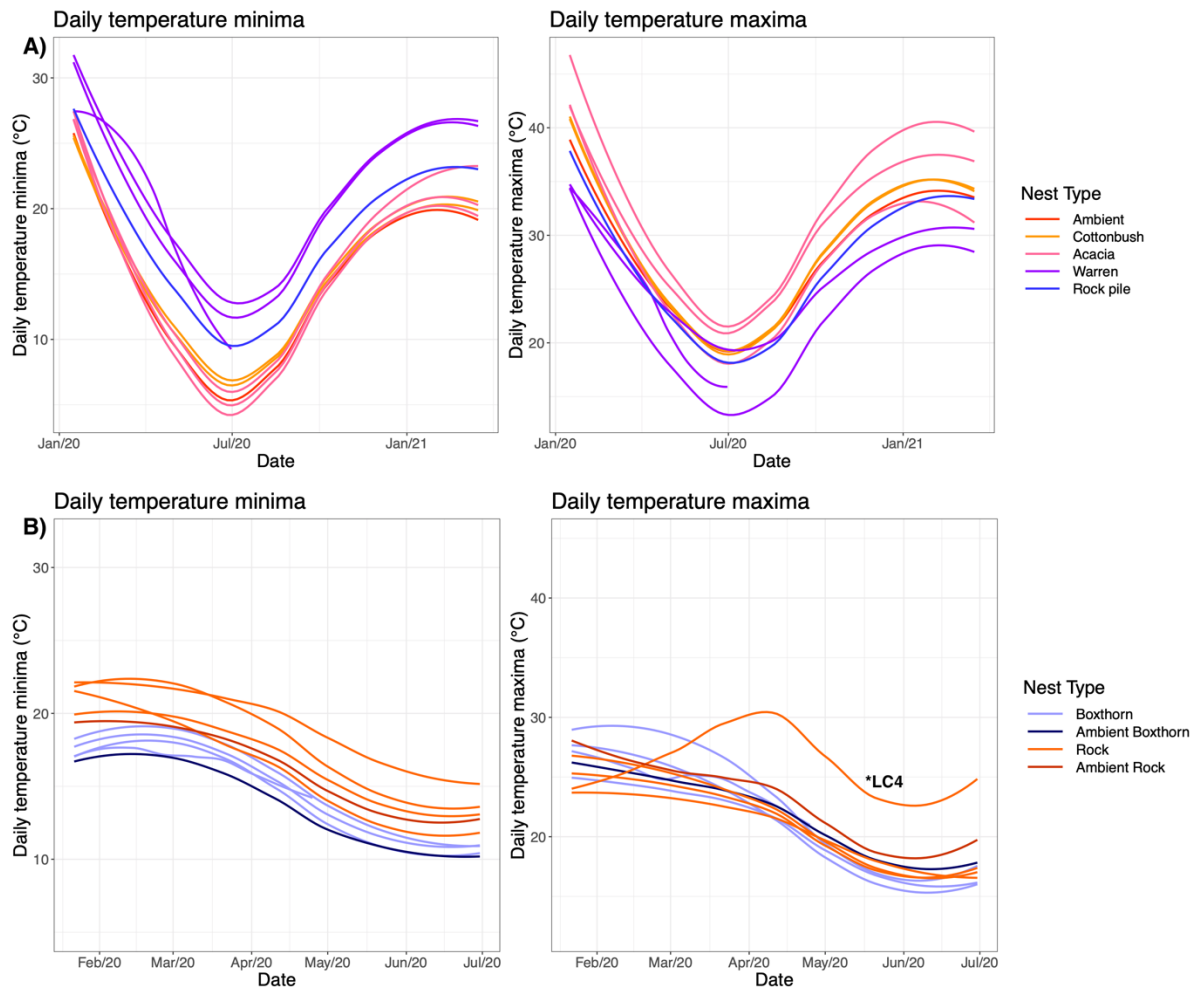 Daily temperature minima
Daily temperature maxima
A)
Daily temperature minima (°C)
30
20
10
Jan/20
Jul/20
Jan/21
Date
Daily temperature maxima (°C)
40
30
20
Jan/20
Jul/20
Jan/21
Date
Nest Type
Ambient
Cottonbush
Acacia
Warren
Rock pile
Daily temperature minima
Daily temperature maxima
B)
Daily temperature minima (°C)
30
20
10
Feb/20
Mar/20
Apr/20
May/20
Jun/20
Jul/20
Date
Daily temperature maxima (°C)
40
30
20
*LC4
Feb/20
Mar/20
Apr/20
May/20
Jun/20
Jul/20
Date
Nest Type
Boxthorn
Ambient Boxthorn
Rock
Ambient Rock